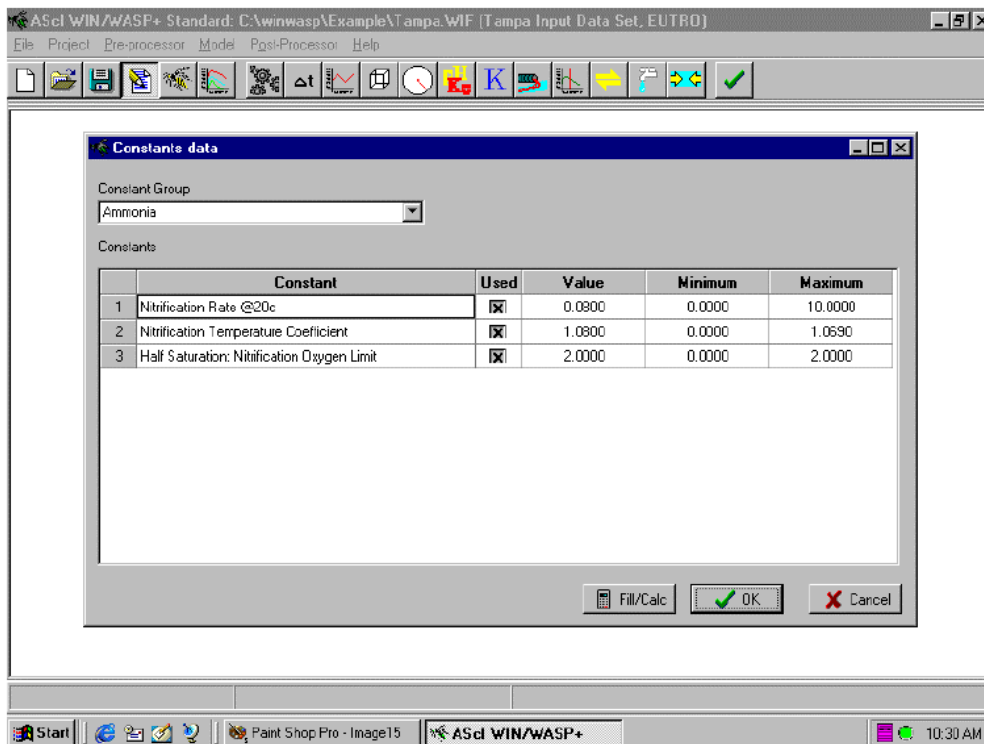 AScI WIN/WASP+ Standard: C:\winwasp\Example\Tampa.WIF (Tampa Input Data Set, EUTRO)
File Project Pre-processor Model Post-Processor Help
Δt K
Constants data
Constant Group
Ammonia
Constants
Constant Used Value Minimum Maximum
1 Nitrification Rate @20c 0.0800 0.0000 10.0000
2 Nitrification Temperature Coefficient 1.0800 0.0000 1.0690
3 Half Saturation: Nitrification Oxygen Limit 2.0000 0.0000 2.0000
Fill/Calc OK Cancel
Start Paint Shop Pro - Image15 AScI WIN/WASP+ 10:30 AM